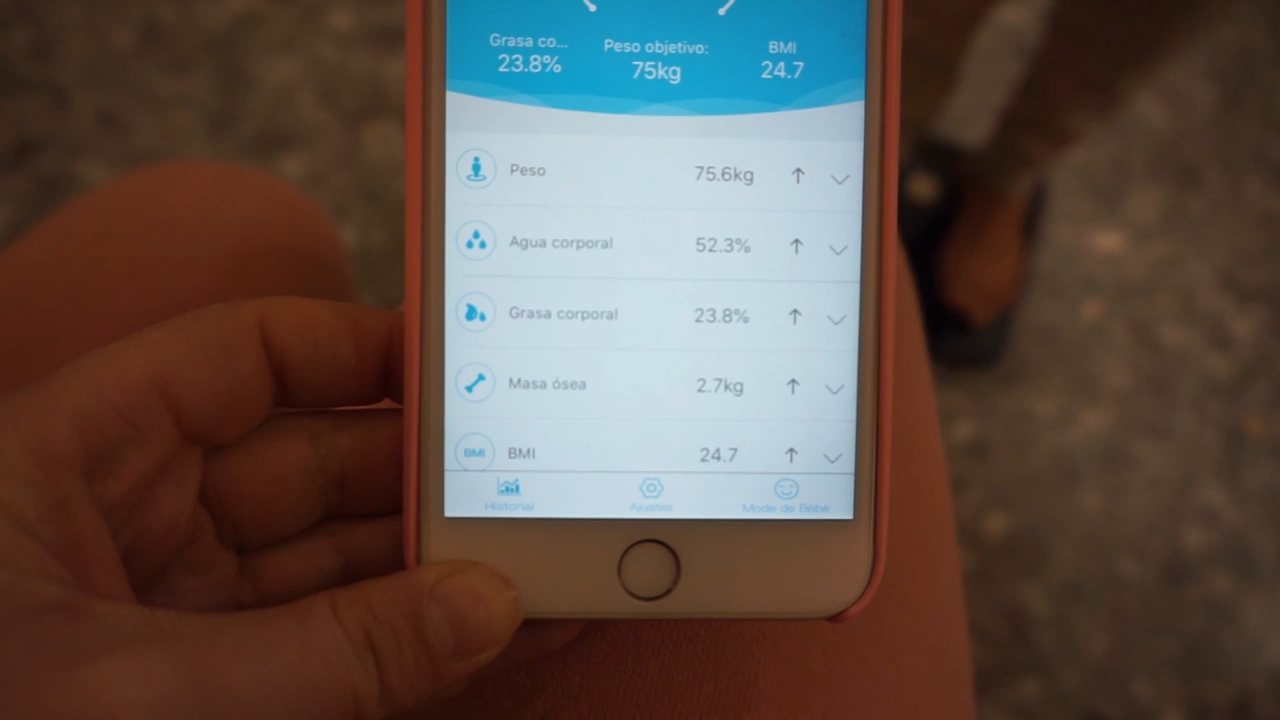 Grasa co... Peso objetivo: BMI
23.8% 75kg 24.7
Peso 75.6kg
Agua corporal 52.3%
Grasa corporal 23.8%
Masa ósea 2.7kg
BMI BMI 24.7
Historial Ajustes Mode de Bebé